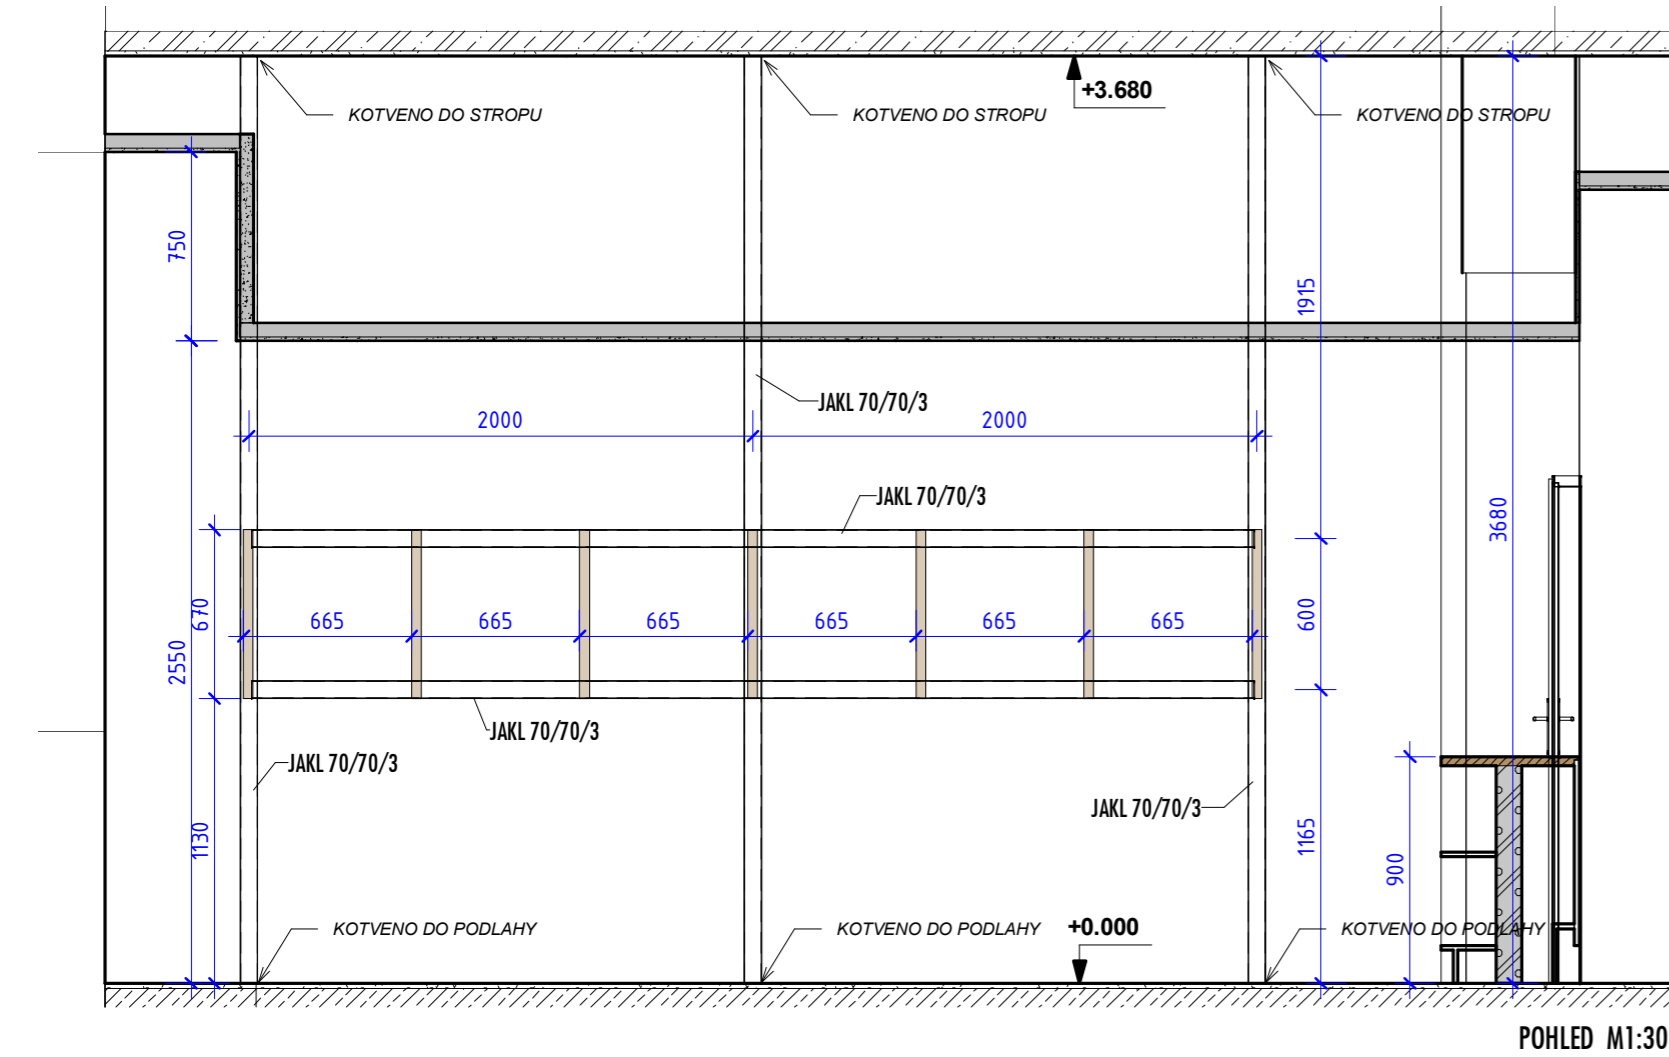 +3.680
KOTVENO DO STROPU
KOTVENO DO STROPU
KOTVENO DO STROPU
750
1915
JAKL 70/70/3
2000
2000
JAKL 70/70/3
3680
670
665
665
665
665
665
665
600
2550
JAKL 70/70/3
JAKL 70/70/3
JAKL 70/70/3
1130
1165
900
KOTVENO DO PODLAHY
KOTVENO DO PODLAHY
+0.000
KOTVENO DO PODLAHY
POHLED M1:30